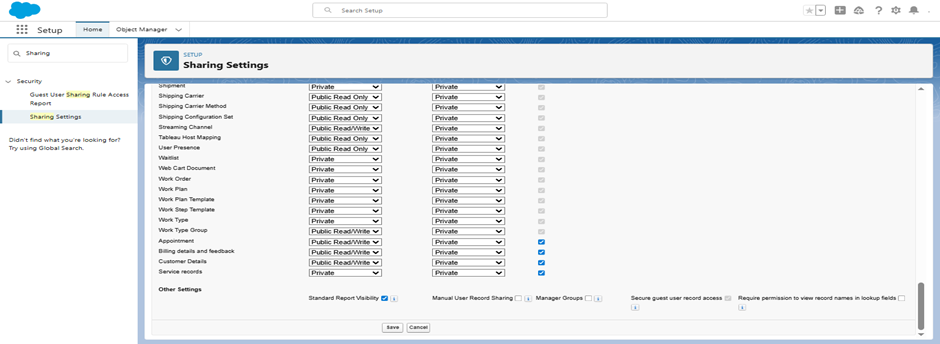 Search Setup
Setup Home Object Manager
Sharing
Security
Guest User Sharing Rule Access
Report
Sharing Settings
Didn't find what you're looking for?
Try using Global Search.
SETUP
Sharing Settings
Shipment Private Private
Shipping Carrier Public Read Only Private
Shipping Carrier Method Public Read Only Private
Shipping Configuration Set Public Read Only Private
Streaming Channel Public Read/Write Private
Tableau Host Mapping Public Read Only Private
User Presence Public Read Only Private
Waitlist Private Private
Web Cart Document Private Private
Work Order Private Private
Work Plan Private Private
Work Plan Template Private Private
Work Step Template Private Private
Work Type Private Private
Work Type Group Public Read/Write Private
Appointment Public Read/Write Private
Billing details and feedback Public Read/Write Private
Customer Details Public Read/Write Private
Service records Private Private
Other Settings
Standard Report Visibility Manual User Record Sharing Manager Groups Secure guest user record access Require permission to view record names in lookup fields
Save Cancel